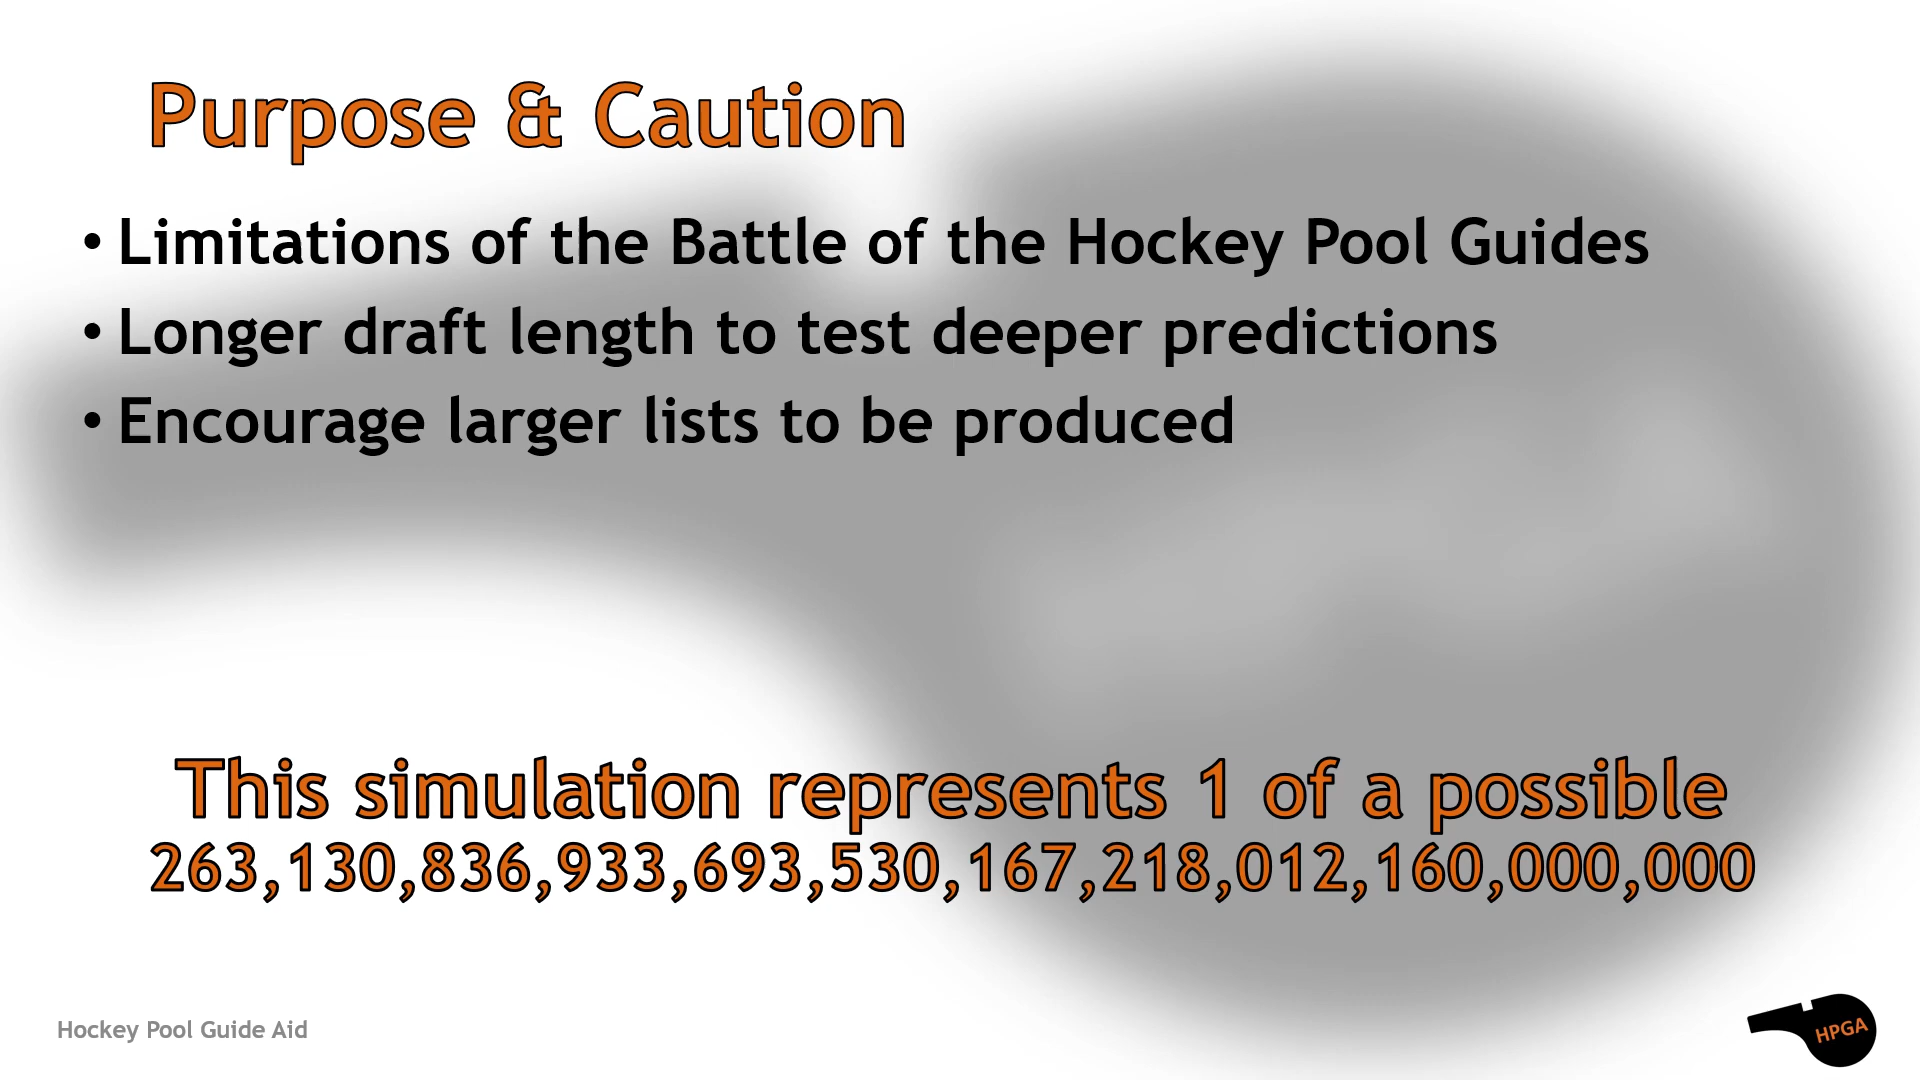 Purpose & Caution
• Limitations of the Battle of the Hockey Pool Guides
• Longer draft length to test deeper predictions
• Encourage larger lists to be produced
This simulation represents 1 of a possible
263,130,836,933,693,530,167,218,012,160,000,000
Hockey Pool Guide Aid
HPGA